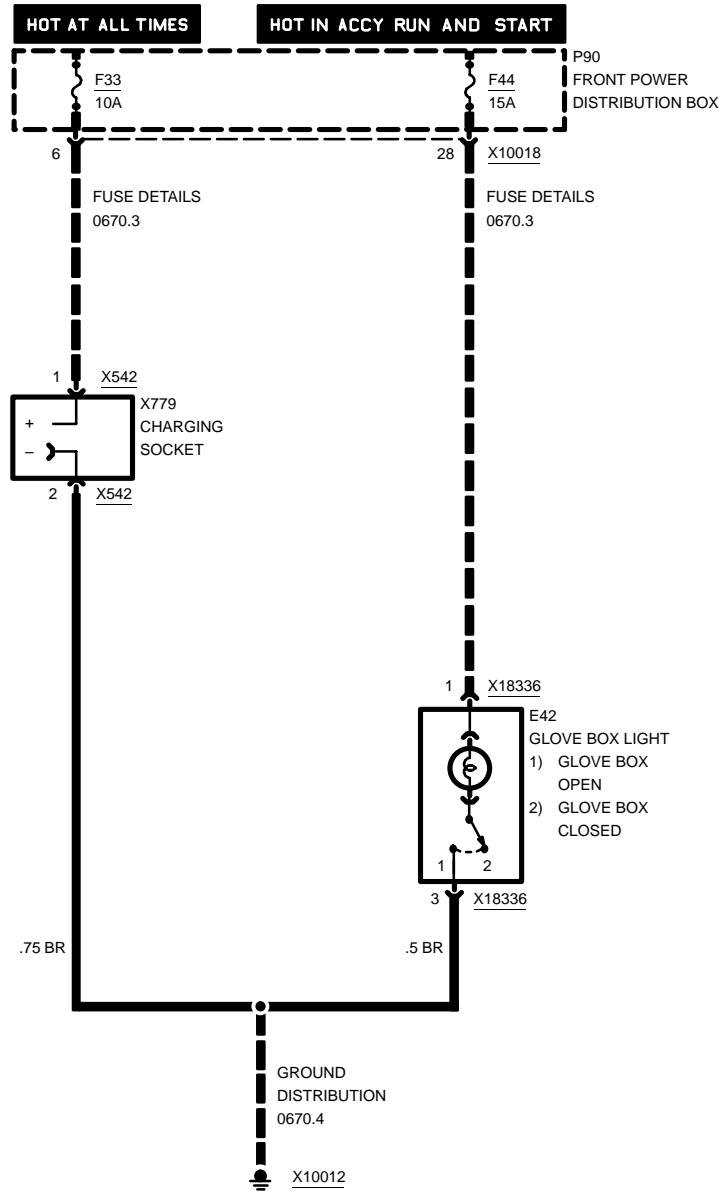 HOT AT ALL TIMES
HOT IN ACCY RUN AND START
P90
FRONT POWER
DISTRIBUTION BOX
F33
10A
F44
15A
6
28
X10018
FUSE DETAILS
0670.3
FUSE DETAILS
0670.3
1
X542
X779
CHARGING
SOCKET
+
–
2
X542
1
X18336
E42
GLOVE BOX LIGHT
1) GLOVE BOX
OPEN
2) GLOVE BOX
CLOSED
1
2
3
X18336
.75 BR
.5 BR
GROUND
DISTRIBUTION
0670.4
X10012